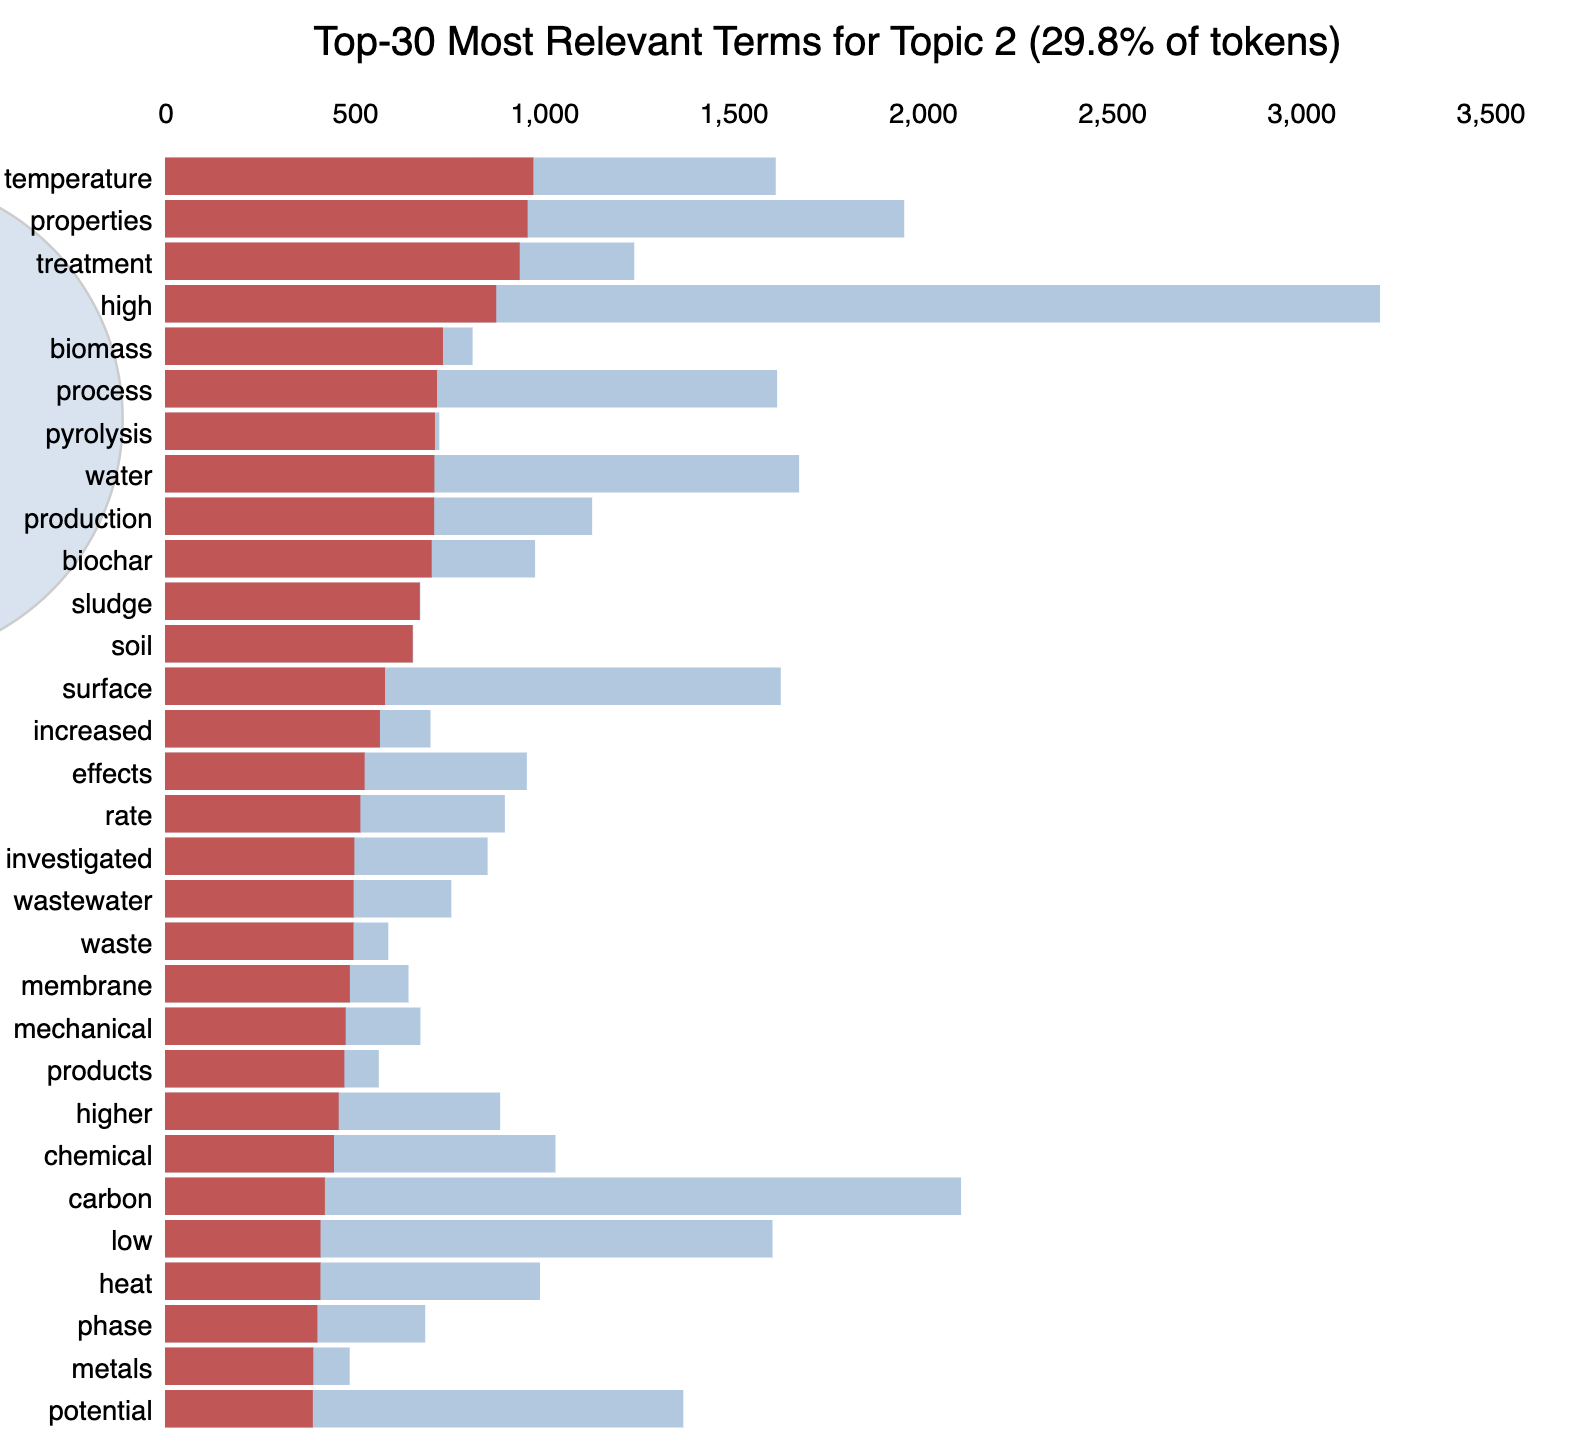 Top-30 Most Relevant Terms for Topic 2 (29.8% of tokens)
0 500 1,000 1,500 2,000 2,500 3,000 3,500
temperature
properties
treatment
high
biomass
process
pyrolysis
water
production
biochar
sludge
soil
surface
increased
effects
rate
investigated
wastewater
waste
membrane
mechanical
products
higher
chemical
carbon
low
heat
phase
metals
potential